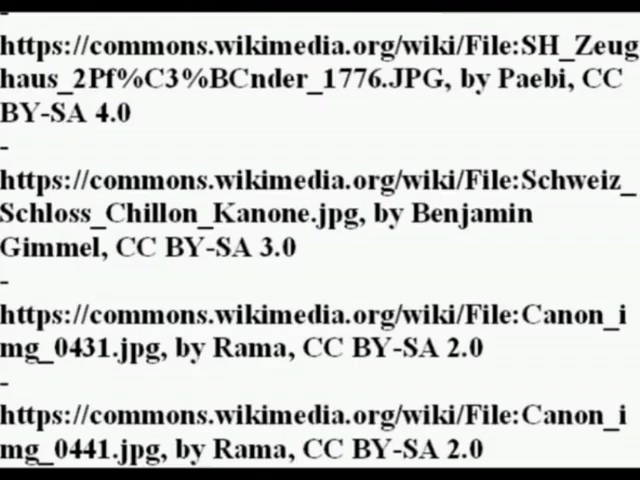 -
https://commons.wikimedia.org/wiki/File:SH_Zeug
haus_2Pf%C3%BCnder_1776.JPG, by Paebi, CC
BY-SA 4.0
-
https://commons.wikimedia.org/wiki/File:Schweiz_
Schloss_Chillon_Kanone.jpg, by Benjamin
Gimmel, CC BY-SA 3.0
-
https://commons.wikimedia.org/wiki/File:Canon_i
mg_0431.jpg, by Rama, CC BY-SA 2.0
-
https://commons.wikimedia.org/wiki/File:Canon_i
mg_0441.jpg, by Rama, CC BY-SA 2.0